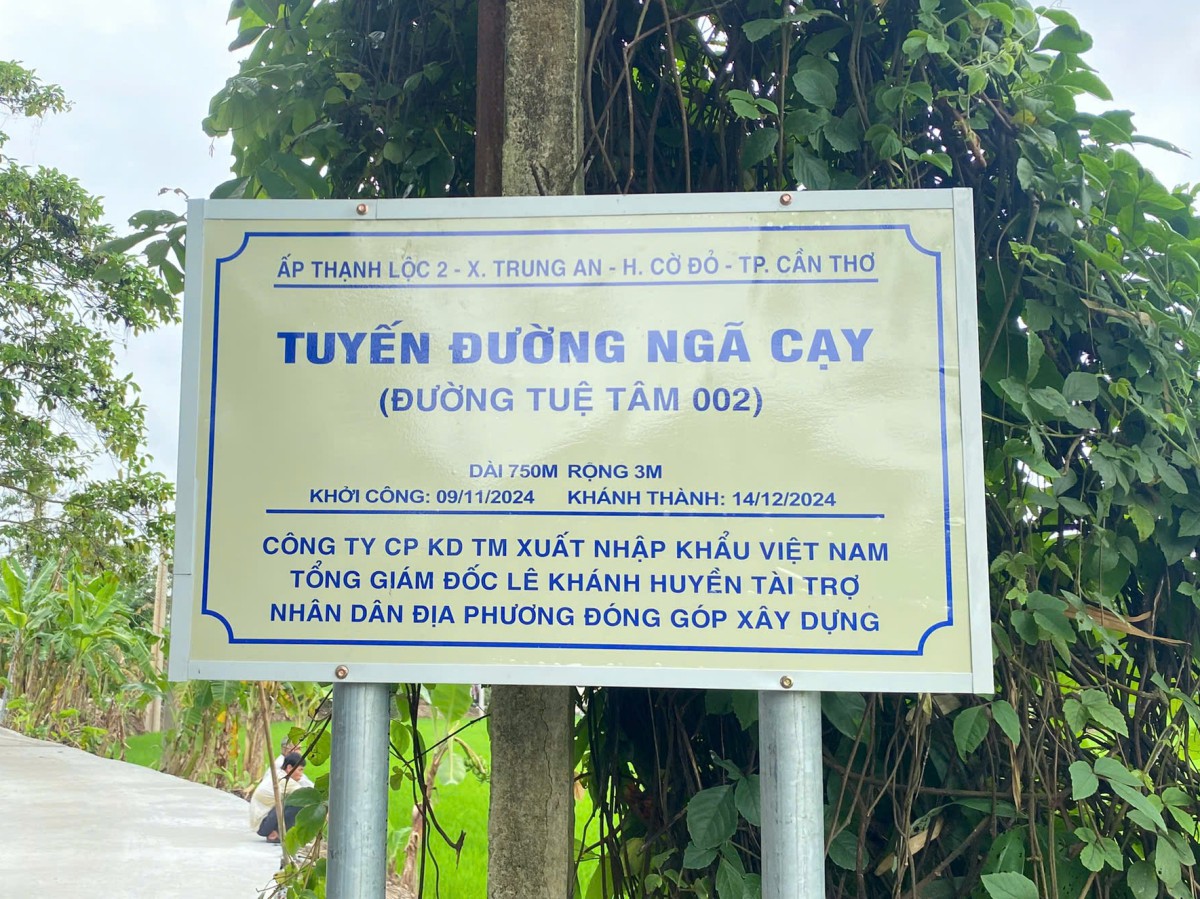 ẤP THẠNH LỘC 2 - X. TRUNG AN - H. CỜ ĐỎ - TP. CẦN THƠ
TUYẾN ĐƯỜNG NGÃ CẠY
(ĐƯỜNG TUỆ TÂM 002)
DÀI 750M RỘNG 3M
KHỞI CÔNG: 09/11/2024 KHÁNH THÀNH: 14/12/2024
CÔNG TY CP KD TM XUẤT NHẬP KHẨU VIỆT NAM
TỔNG GIÁM ĐỐC LÊ KHÁNH HUYỀN TÀI TRỢ
NHÂN DÂN ĐỊA PHƯƠNG ĐÓNG GÓP XÂY DỰNG